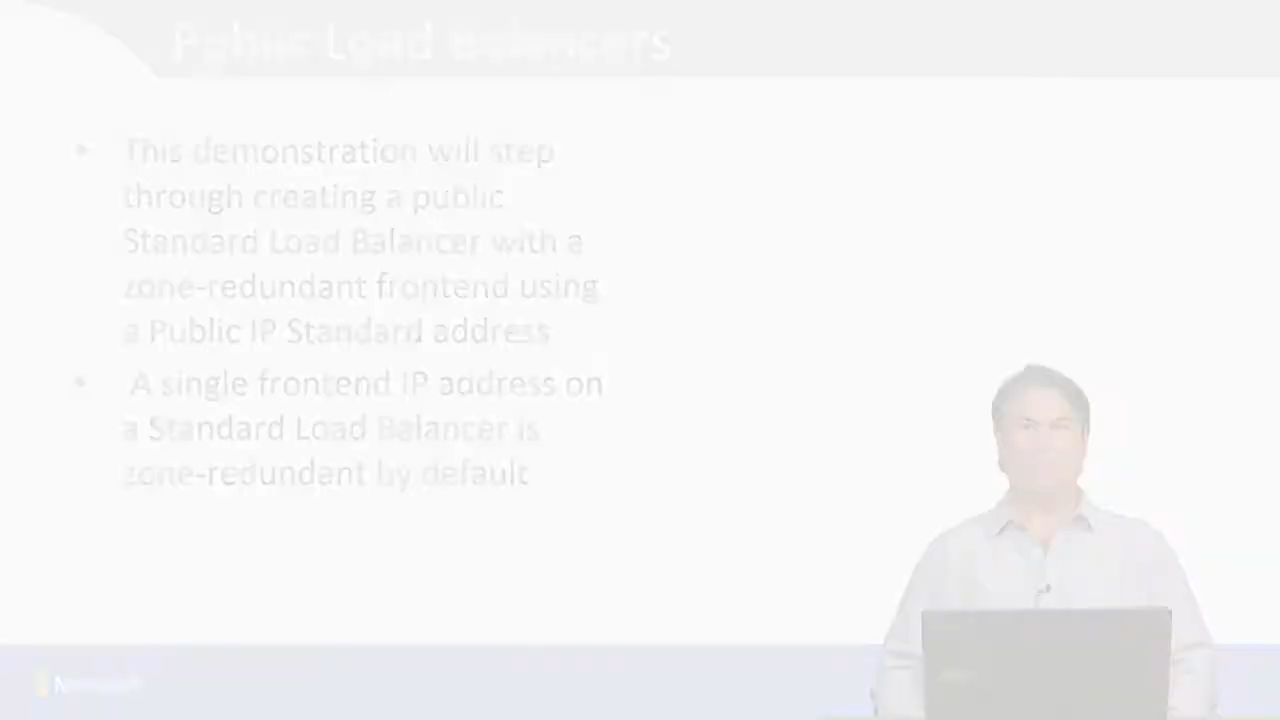 Public Load Balancers
• This demonstration will step
through creating a public
Standard Load Balancer with a
zone-redundant frontend using
a Public IP Standard address
• A single frontend IP address on
a Standard Load Balancer is
zone-redundant by default
Microsoft